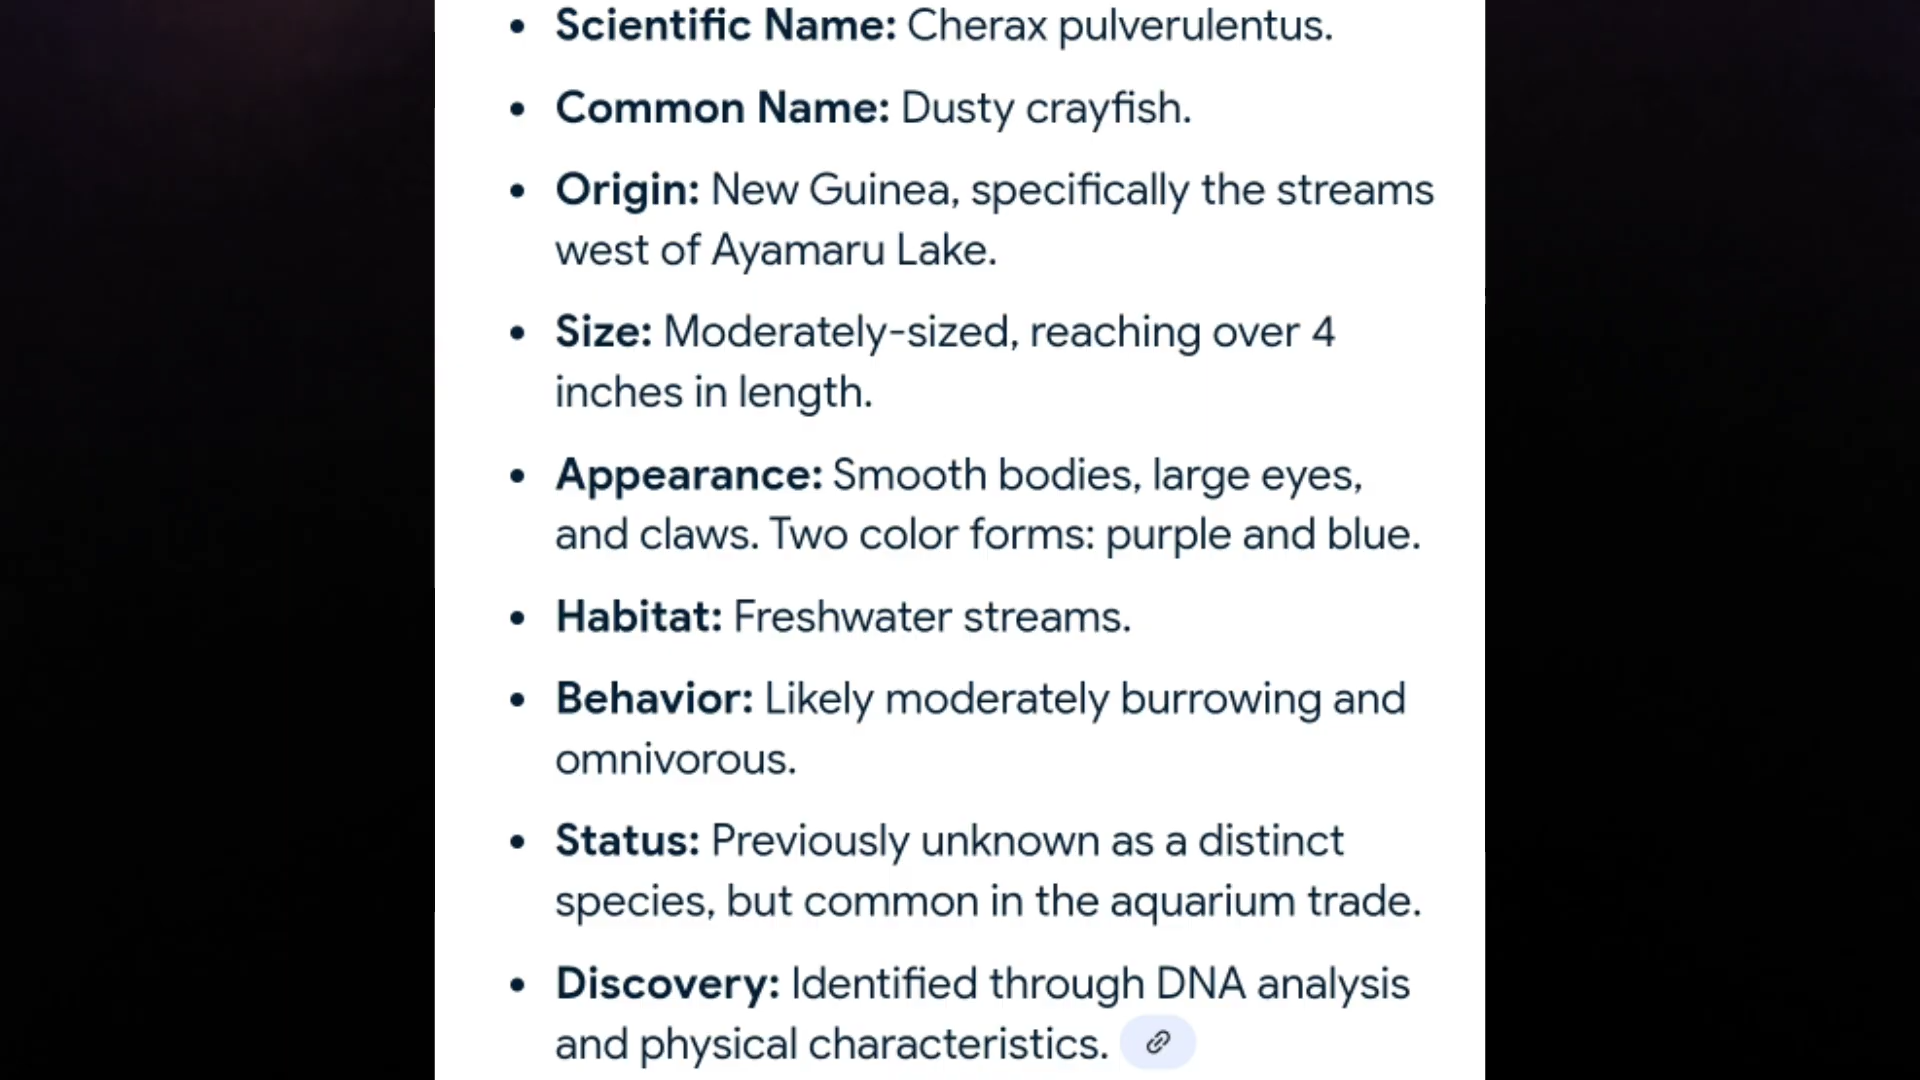 • Scientific Name: Cherax pulverulentus.
• Common Name: Dusty crayfish.
• Origin: New Guinea, specifically the streams
west of Ayamaru Lake.
• Size: Moderately-sized, reaching over 4
inches in length.
• Appearance: Smooth bodies, large eyes,
and claws. Two color forms: purple and blue.
• Habitat: Freshwater streams.
• Behavior: Likely moderately burrowing and
omnivorous.
• Status: Previously unknown as a distinct
species, but common in the aquarium trade.
• Discovery: Identified through DNA analysis
and physical characteristics.